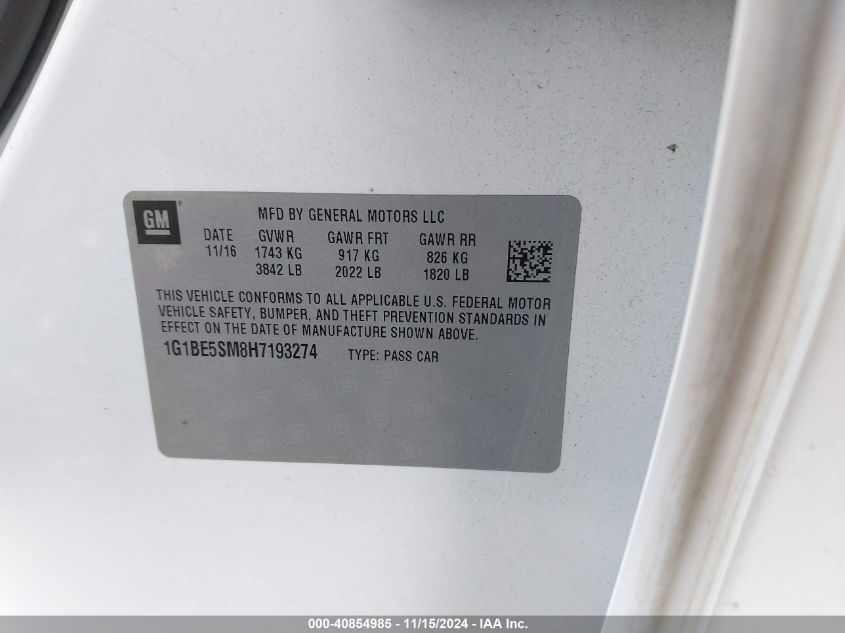 GM
MFD BY GENERAL MOTORS LLC
DATE GVWR GAWR FRT GAWR RR
11/16 1743 KG 917 KG 826 KG
3842 LB 2022 LB 1820 LB
THIS VEHICLE CONFORMS TO ALL APPLICABLE U.S. FEDERAL MOTOR
VEHICLE SAFETY, BUMPER, AND THEFT PREVENTION STANDARDS IN
EFFECT ON THE DATE OF MANUFACTURE SHOWN ABOVE.
1G1BE5SM8H7193274 TYPE: PASS CAR
000-40854985 - 11/15/2024 - IAA Inc.